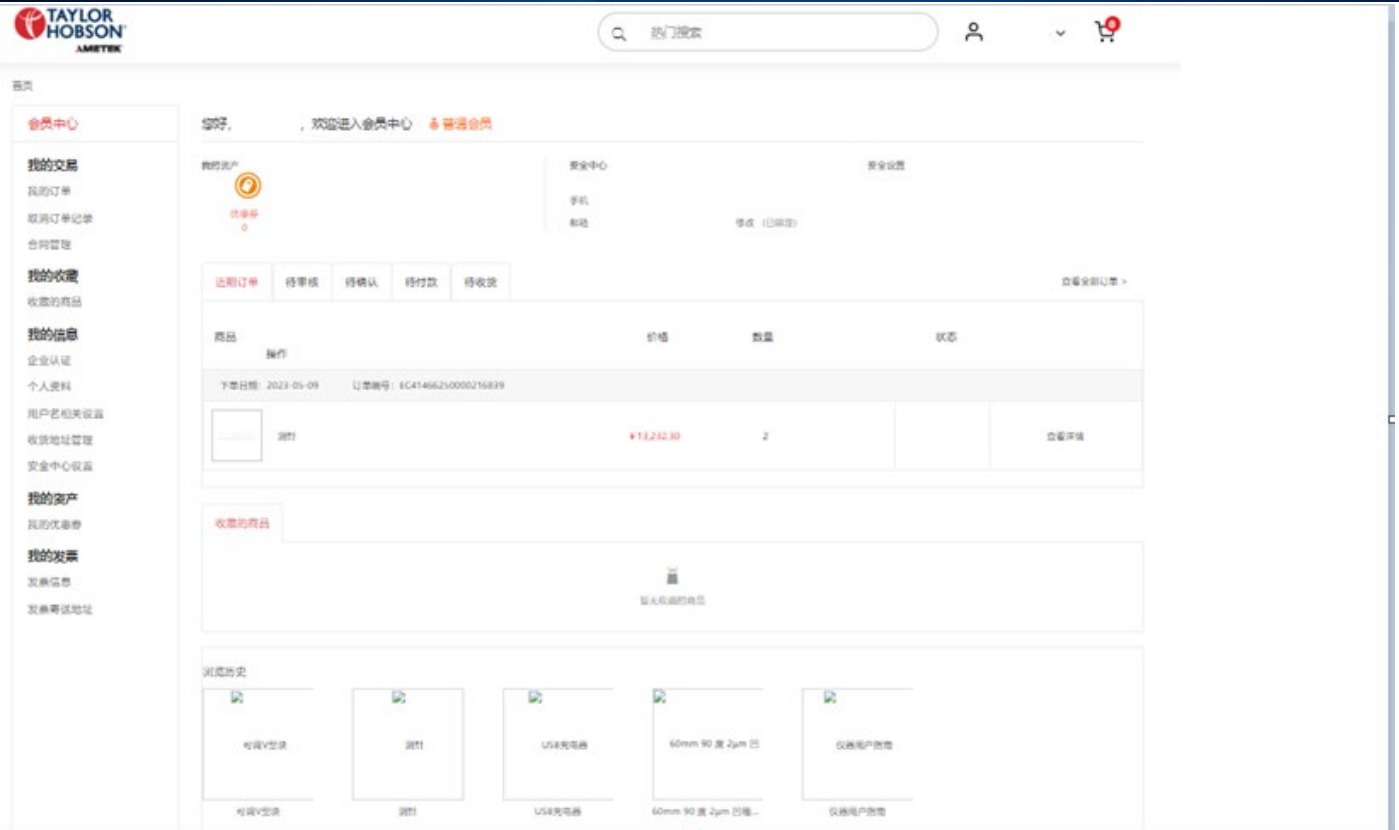 TAYLOR
HOBSON
AMETEK
热门搜索
0
首页
会员中心
我的交易
我的订单
取消订单记录
合同管理
我的收藏
收藏的商品
我的信息
企业认证
个人资料
用户名相关设置
收货地址管理
安全中心设置
我的资产
我的优惠券
我的发票
发票信息
发票寄送地址
您好, , 欢迎进入会员中心 普通会员
我的资产
优惠券
0
安全中心
手机
邮箱 修改 (已绑定)
安全设置
近期订单 待审核 待确认 待付款 待收货 查看全部订单 >
商品 价格 数量 状态
操作
下单日期: 2023-05-09 订单编号: EC41466250000216839
测针 ¥13,232.30 2 查看详情
收藏的商品
暂无收藏的商品
浏览历史
可调V型块 测针 USB充电器 60mm 90 度 2μm 凹 仪器用户指南
可调V型块 测针 USB充电器 60mm 90 度 2μm 凹槽... 仪器用户指南